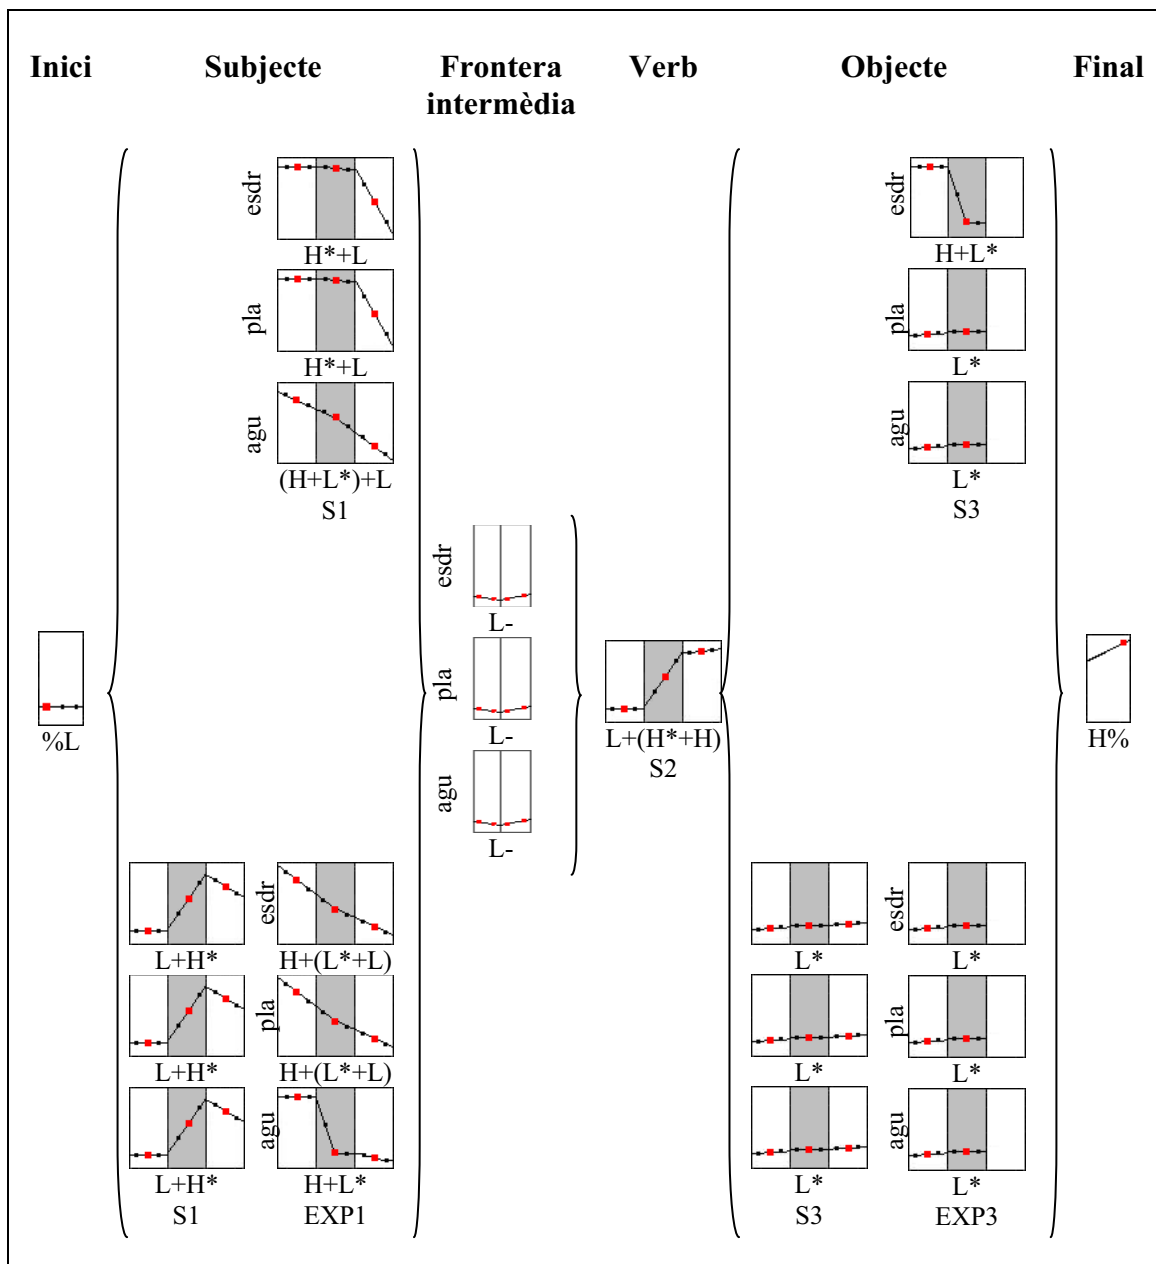 Inici Subjecte Frontera intermèdia Verb Objecte Final
esdr
H*+L
pla
H*+L
agu
(H+L*)+L
S1
esdr
H+L*
pla
L*
agu
L*
S3
%L
esdr
L-
pla
L-
agu
L-
L+(H*+H)
S2
H%
esdr
L+H* H+(L*+L)
pla
L+H* H+(L*+L)
agu
L+H* H+L*
S1 EXP1
esdr
L* L*
pla
L* L*
agu
L* L*
S3 EXP3